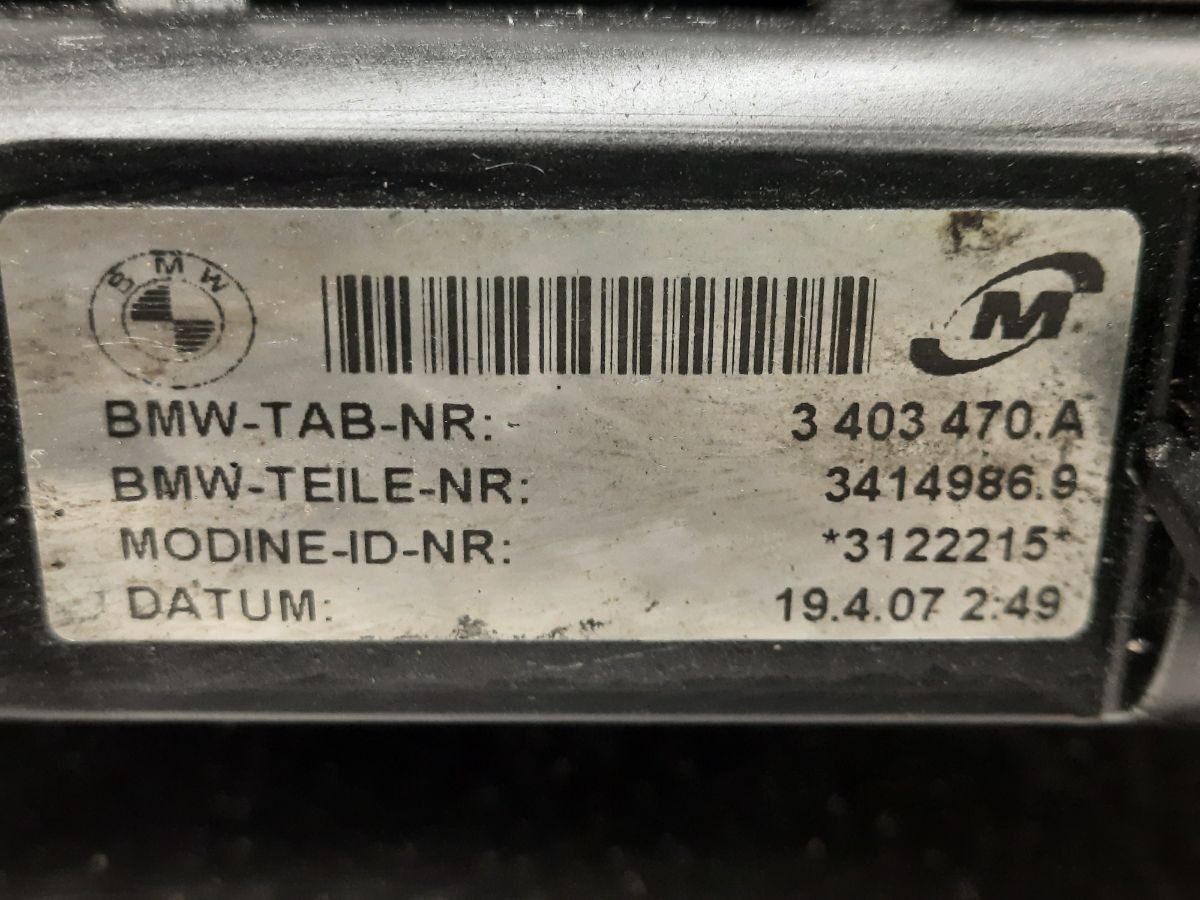 BMW
M
BMW-TAB-NR: 3 403 470.A
BMW-TEILE-NR: 3414986.9
MODINE-ID-NR: *3122215*
DATUM: 19.4.07 2:49